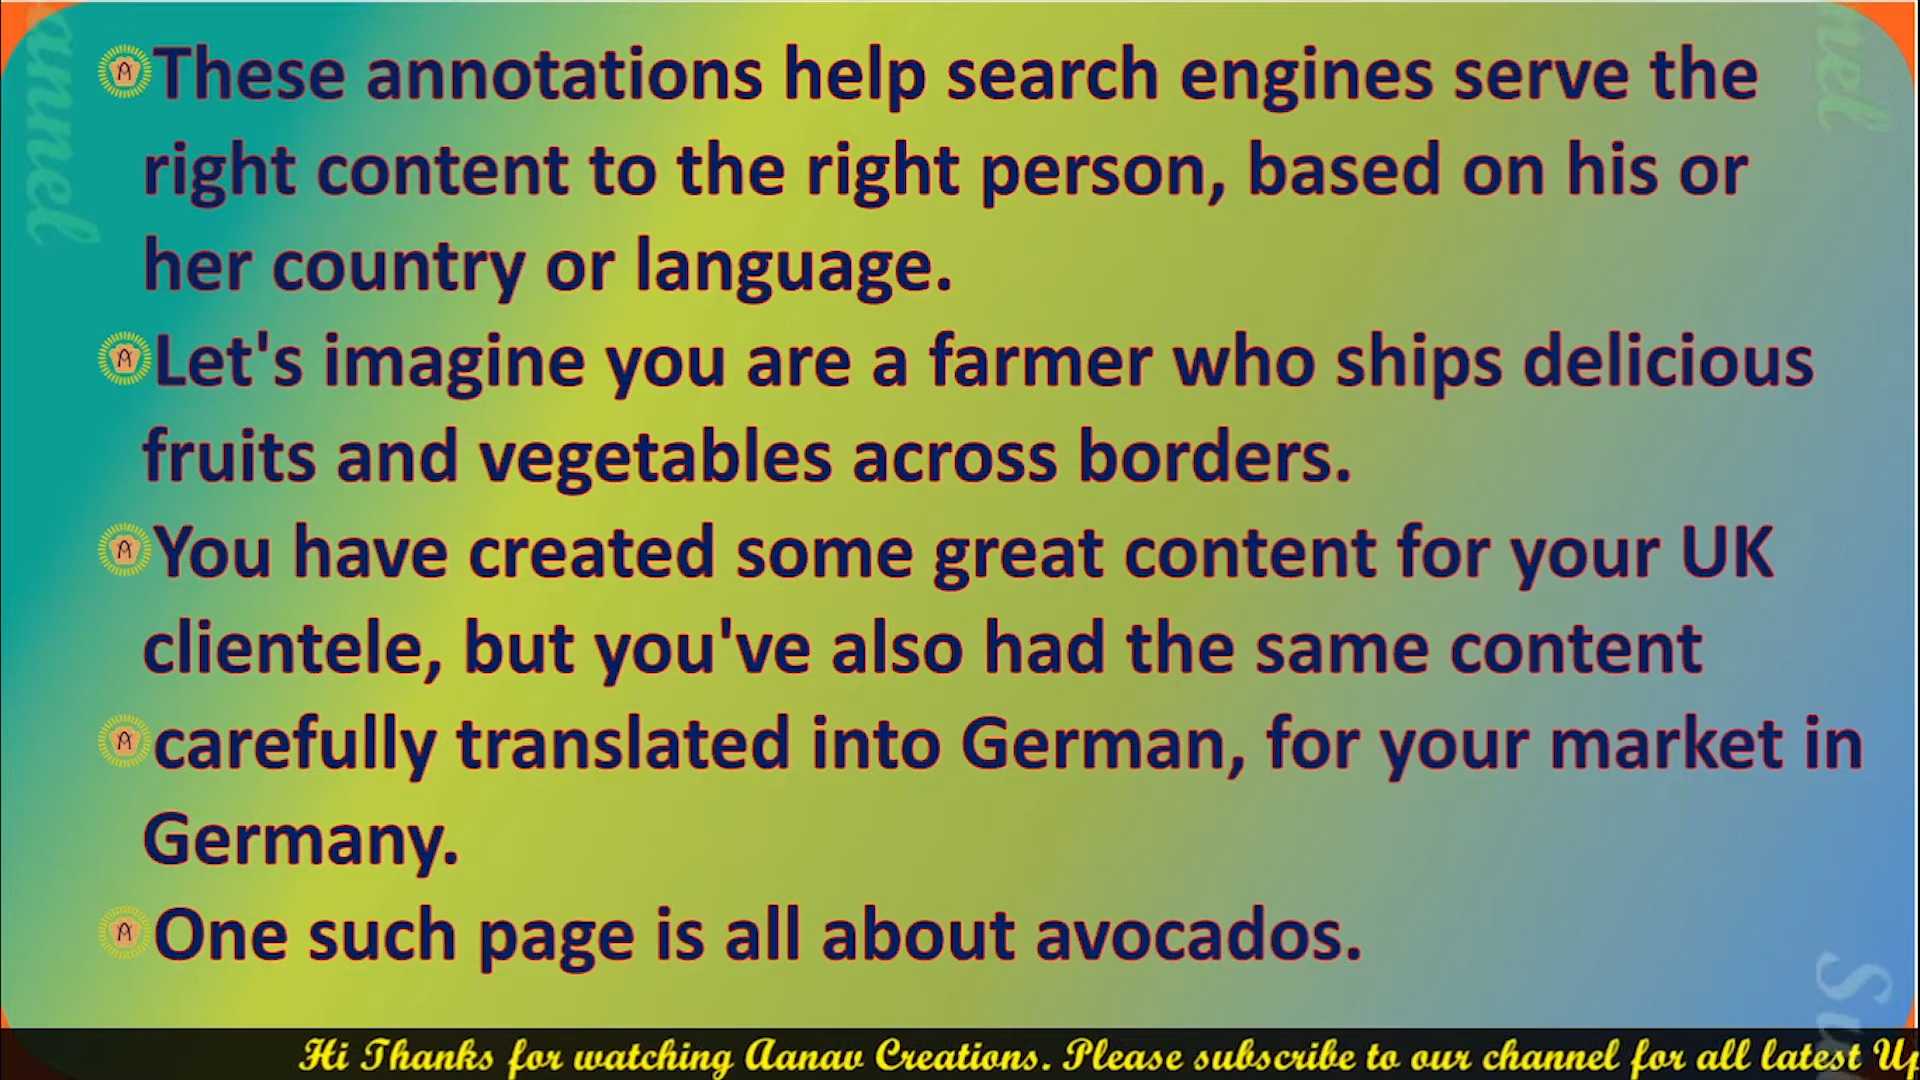 These annotations help search engines serve the
right content to the right person, based on his or
her country or language.
Let's imagine you are a farmer who ships delicious
fruits and vegetables across borders.
You have created some great content for your UK
clientele, but you've also had the same content
carefully translated into German, for your market in
Germany.
One such page is all about avocados.
Hi Thanks for watching Aanav Creations. Please subscribe to our channel for all latest